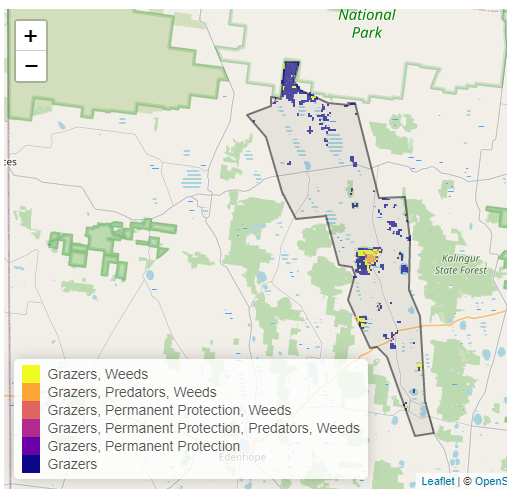 National
Park
+
−
ces
Kalingur
State Forest
Grazers, Weeds
Grazers, Predators, Weeds
Grazers, Permanent Protection, Weeds
Grazers, Permanent Protection, Predators, Weeds
Grazers, Permanent Protection
Grazers
Edenhope
Leaflet | © OpenS